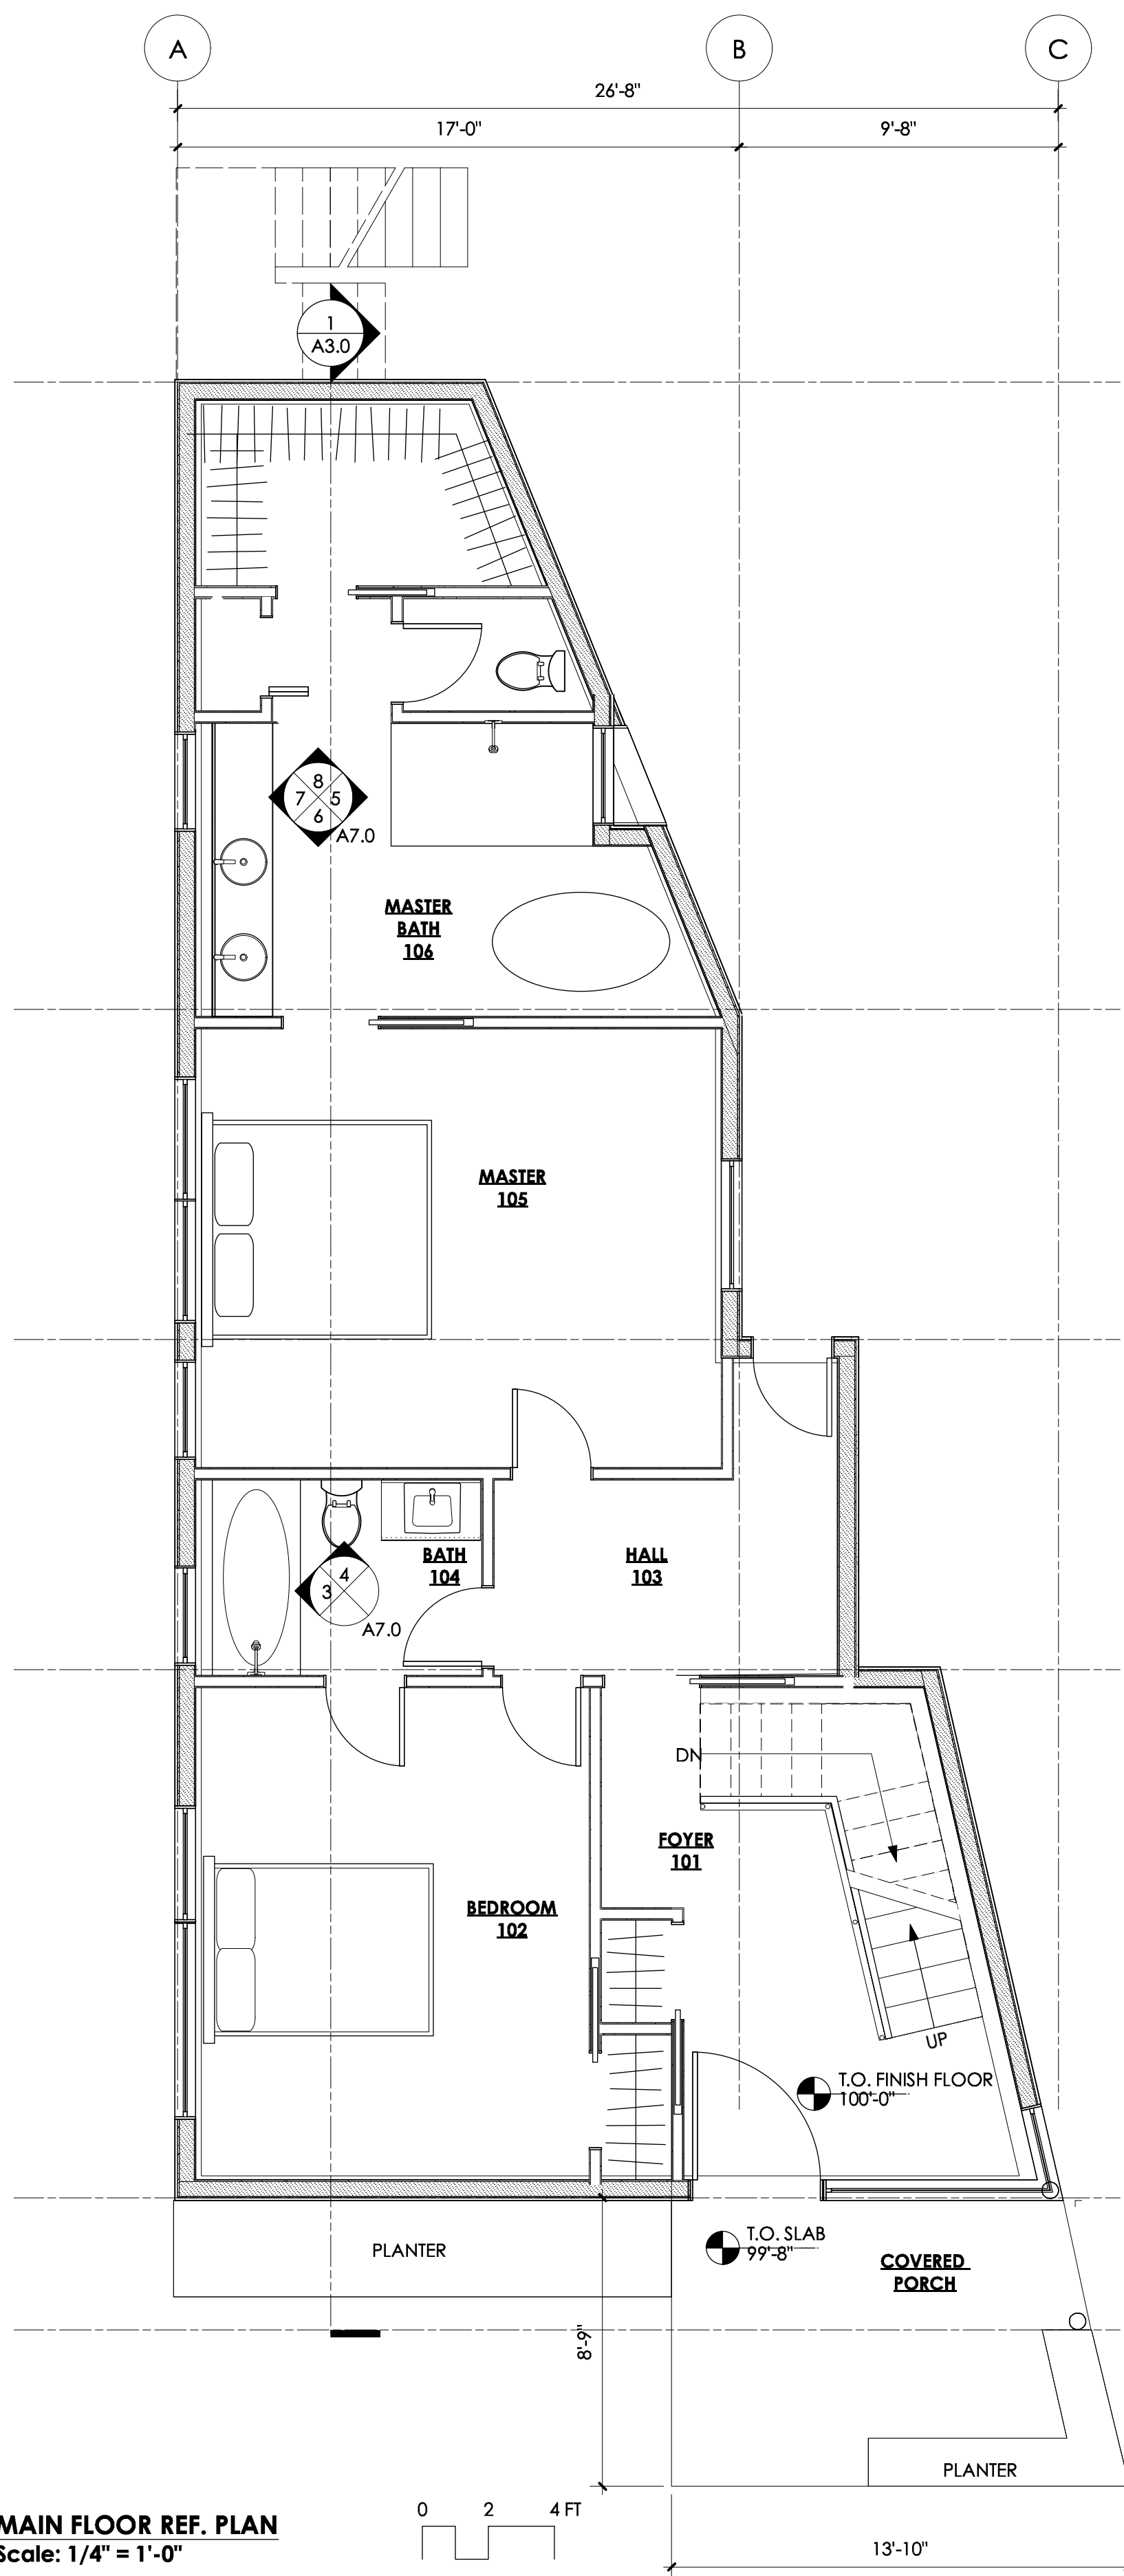 A
B
C
26'-8"
17'-0"
9'-8"
1
A3.0
8
7 5
6
A7.0
MASTER
BATH
106
MASTER
105
BATH
104
HALL
103
4
3
A7.0
DN
FOYER
101
BEDROOM
102
UP
T.O. FINISH FLOOR
100'-0"
T.O. SLAB
99'-8"
PLANTER
COVERED
PORCH
8'-9"
PLANTER
MAIN FLOOR REF. PLAN
Scale: 1/4" = 1'-0"
0 2 4 FT
13'-10"